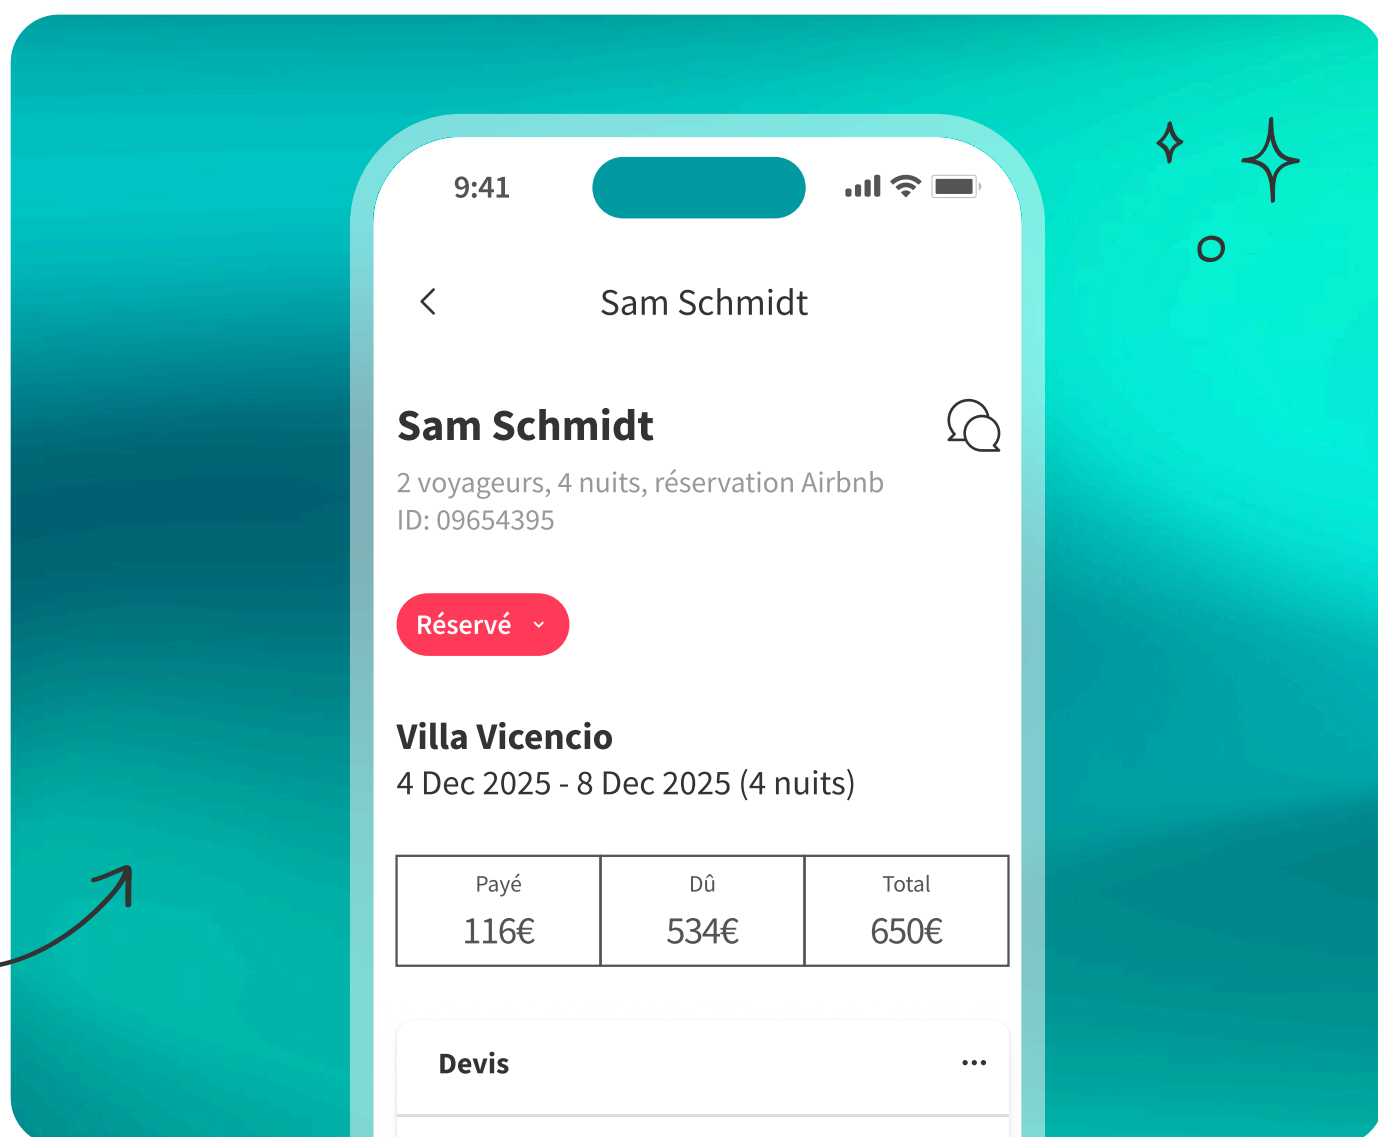 9:41
Sam Schmidt
Sam Schmidt
2 voyageurs, 4 nuits, réservation Airbnb
ID: 09654395
Réservé
Villa Vicencio
4 Dec 2025 - 8 Dec 2025 (4 nuits)
Payé Dû Total
116€ 534€ 650€
Devis